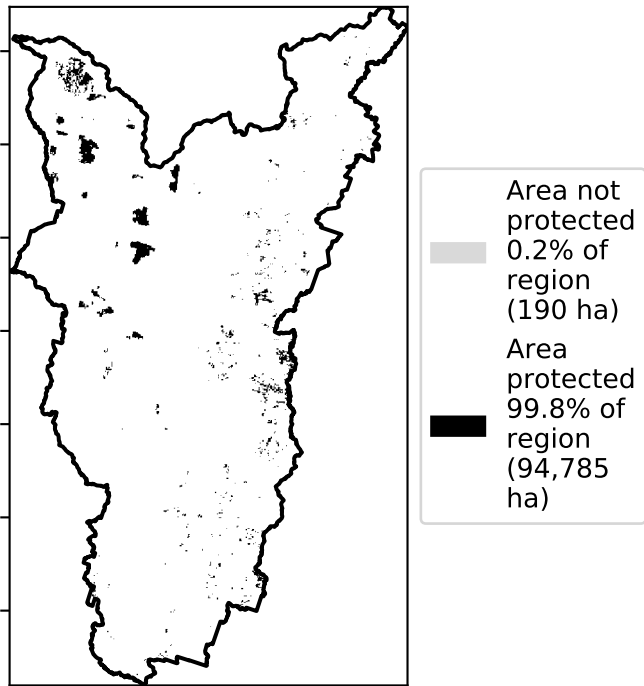 Area not
protected
0.2% of
region
(190 ha)
Area
protected
99.8% of
region
(94,785
ha)